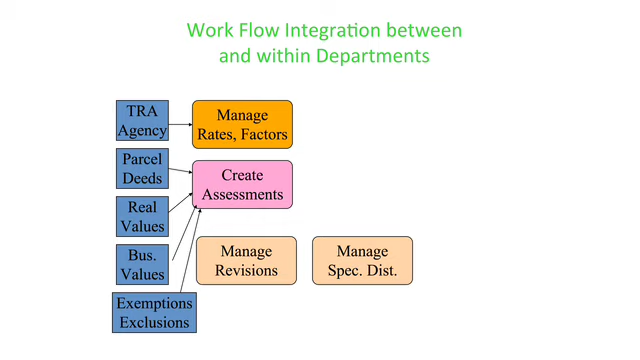 Work Flow Integration between
and within Departments
TRA
Agency
Manage
Rates, Factors
Parcel
Deeds
Create
Assessments
Real
Values
Bus.
Values
Manage
Revisions
Manage
Spec. Dist.
Exemptions
Exclusions